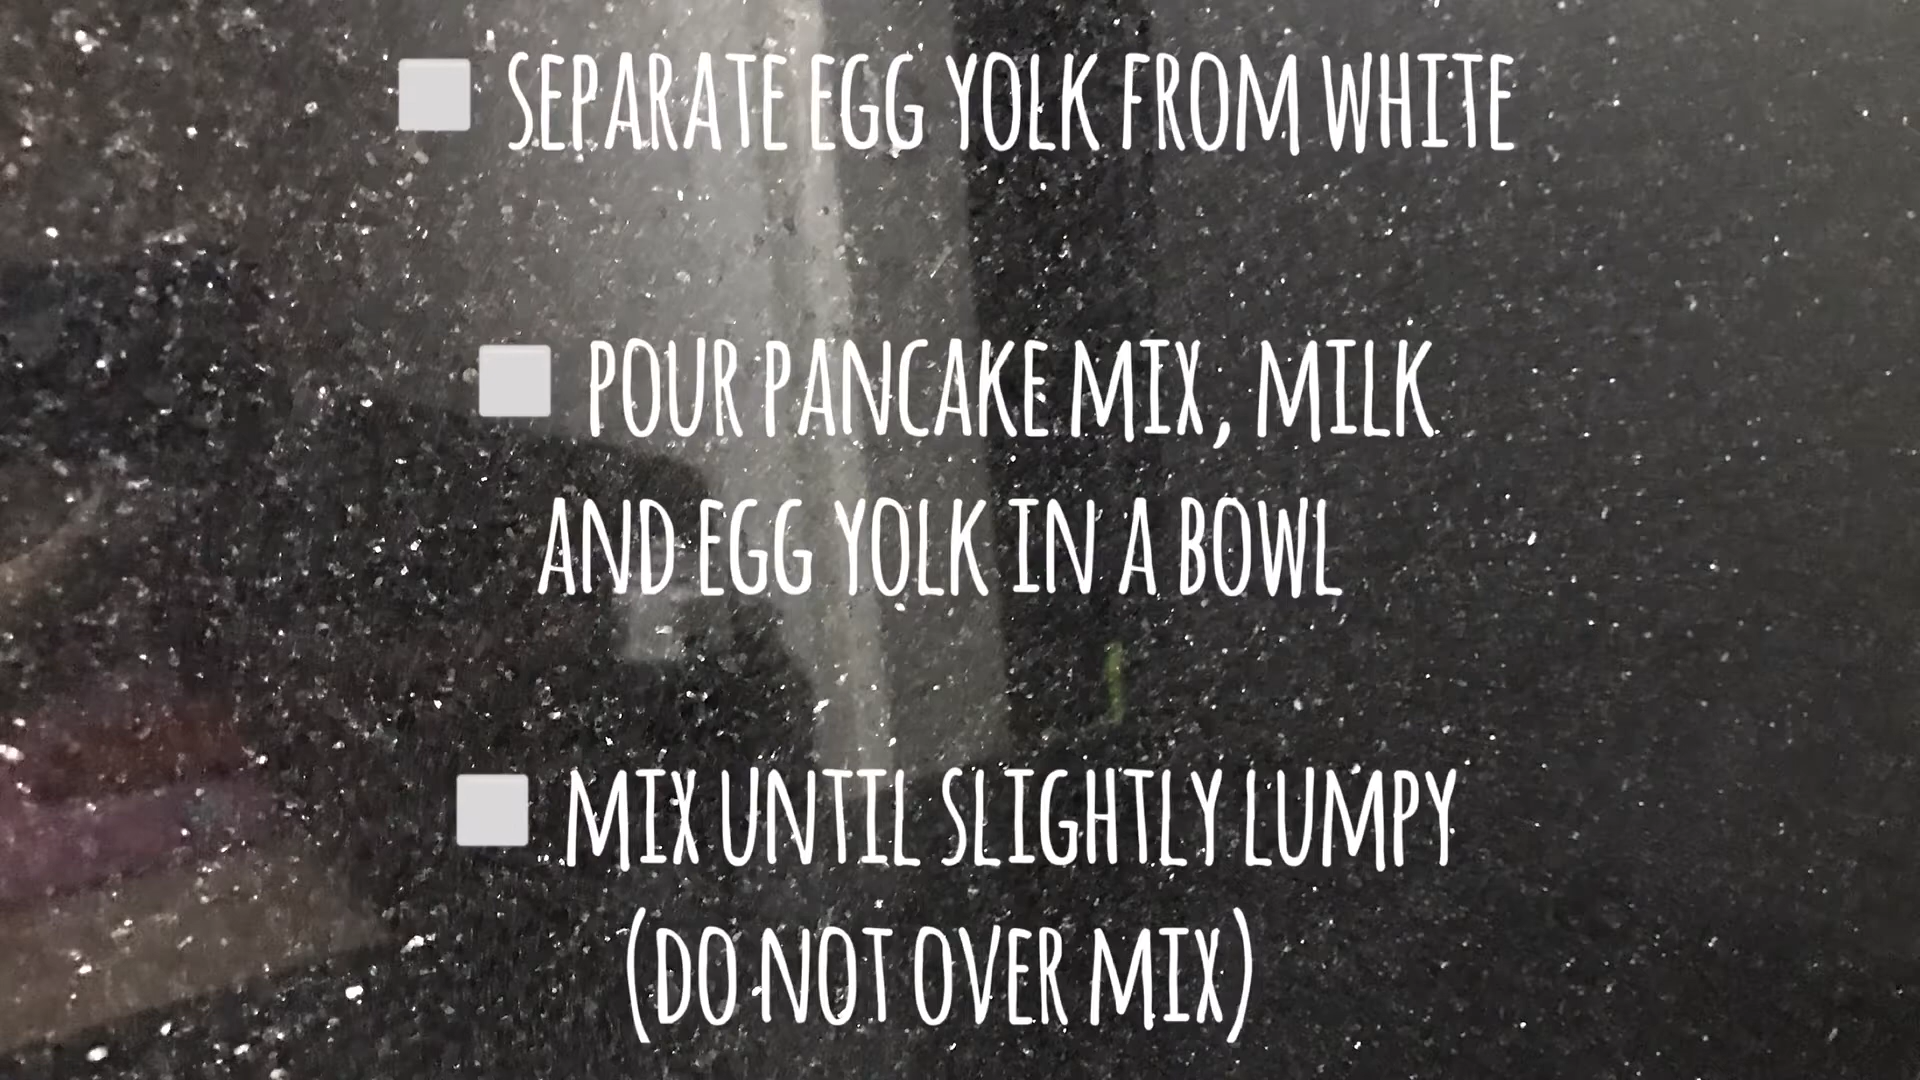 ◻️ SEPARATE EGG YOLK FROM WHITE
◻️ POUR PANCAKE MIX, MILK
AND EGG YOLK IN A BOWL
◻️ MIX UNTIL SLIGHTLY LUMPY
(DO NOT OVER MIX)